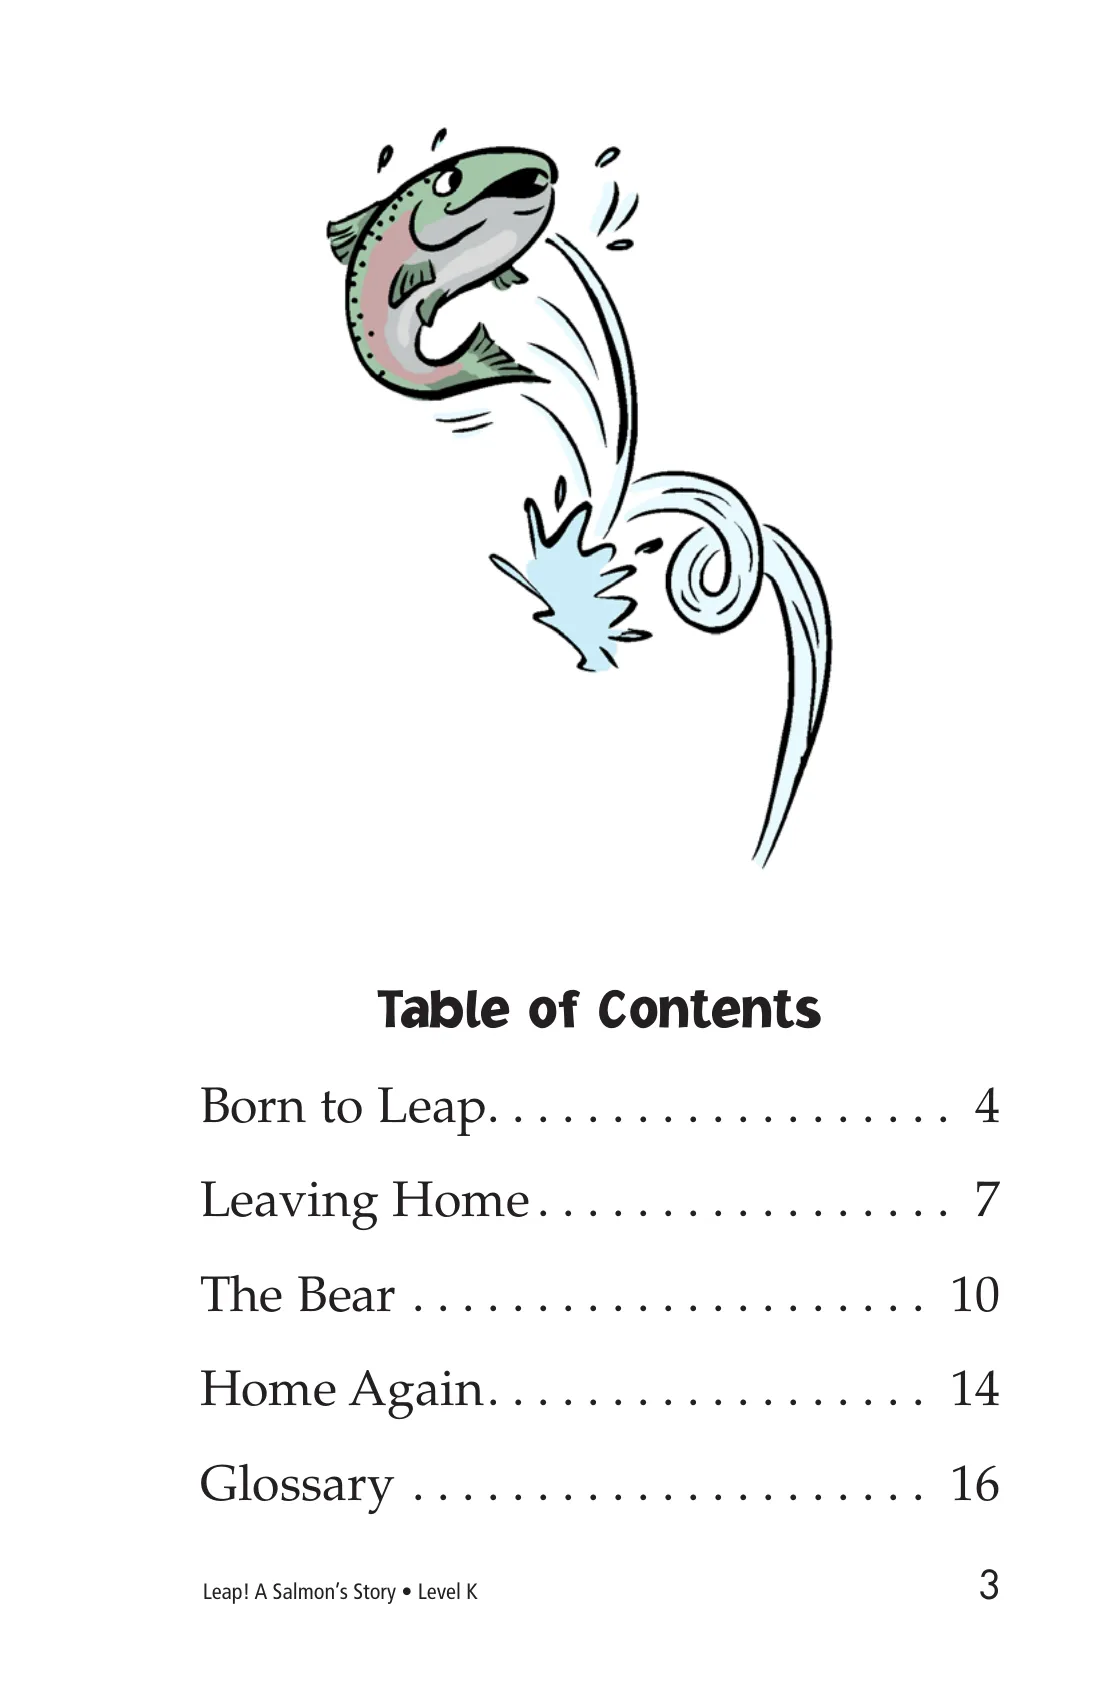 Table of Contents
Born to Leap. . . . . . . . . . . . . . . . . . . 4
Leaving Home . . . . . . . . . . . . . . . . . 7
The Bear . . . . . . . . . . . . . . . . . . . . . 10
Home Again. . . . . . . . . . . . . . . . . . 14
Glossary . . . . . . . . . . . . . . . . . . . . . 16
Leap! A Salmon’s Story • Level K 3